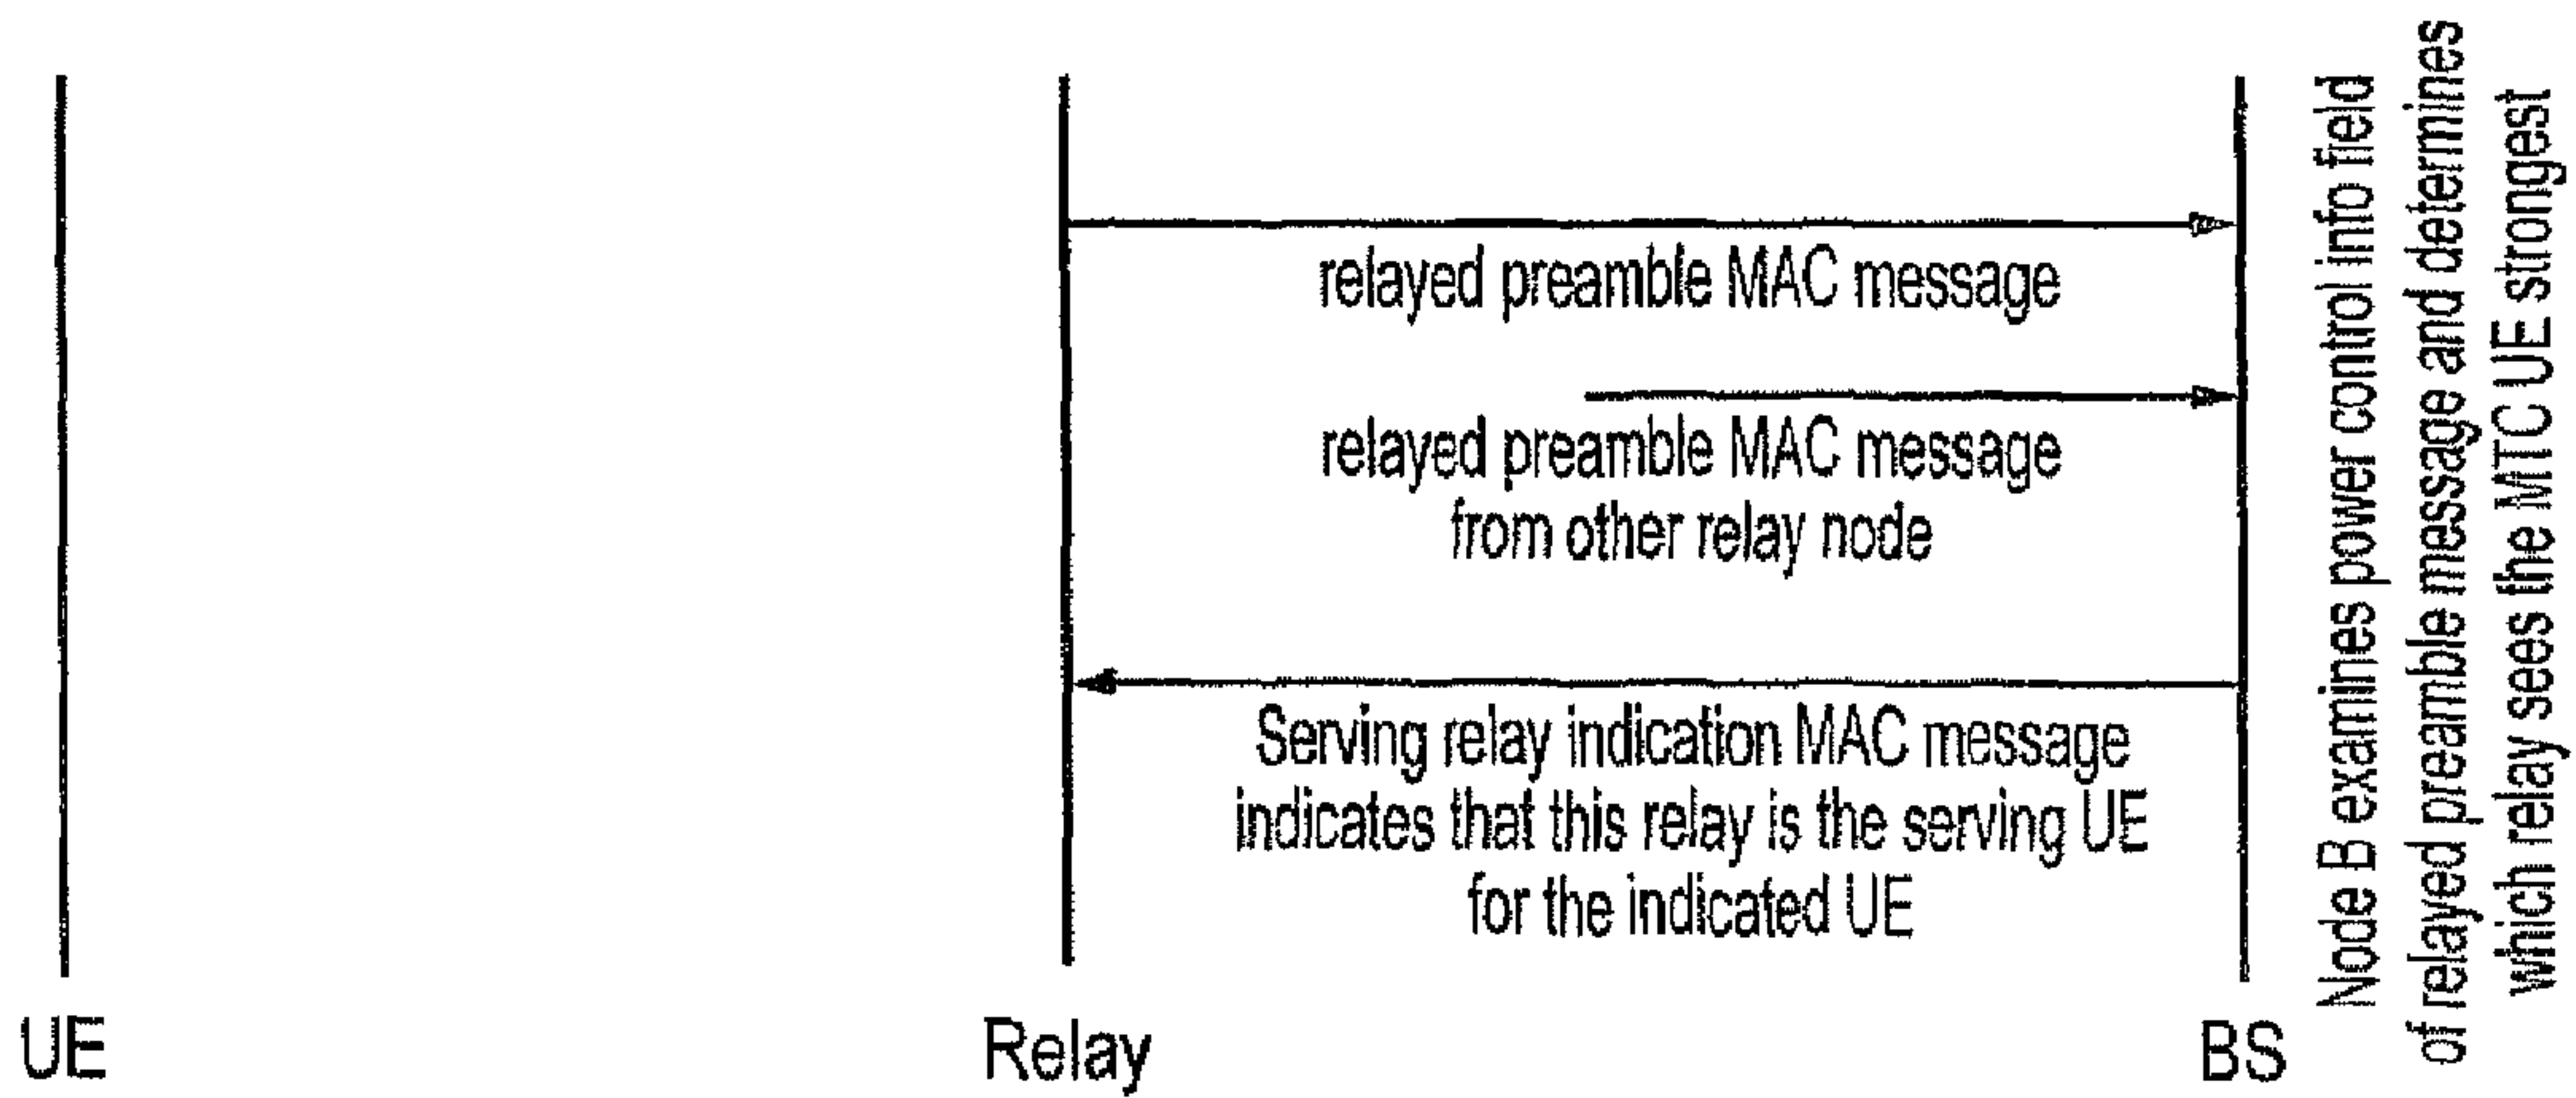 relayed preamble MAC message
relayed preamble MAC message
from other relay node
Serving relay indication MAC message
indicates that this relay is the serving UE
for the indicated UE
UE
Relay
BS
Node B examines power control info field
of relayed preamble message and determines
which relay sees the MTC UE strongest